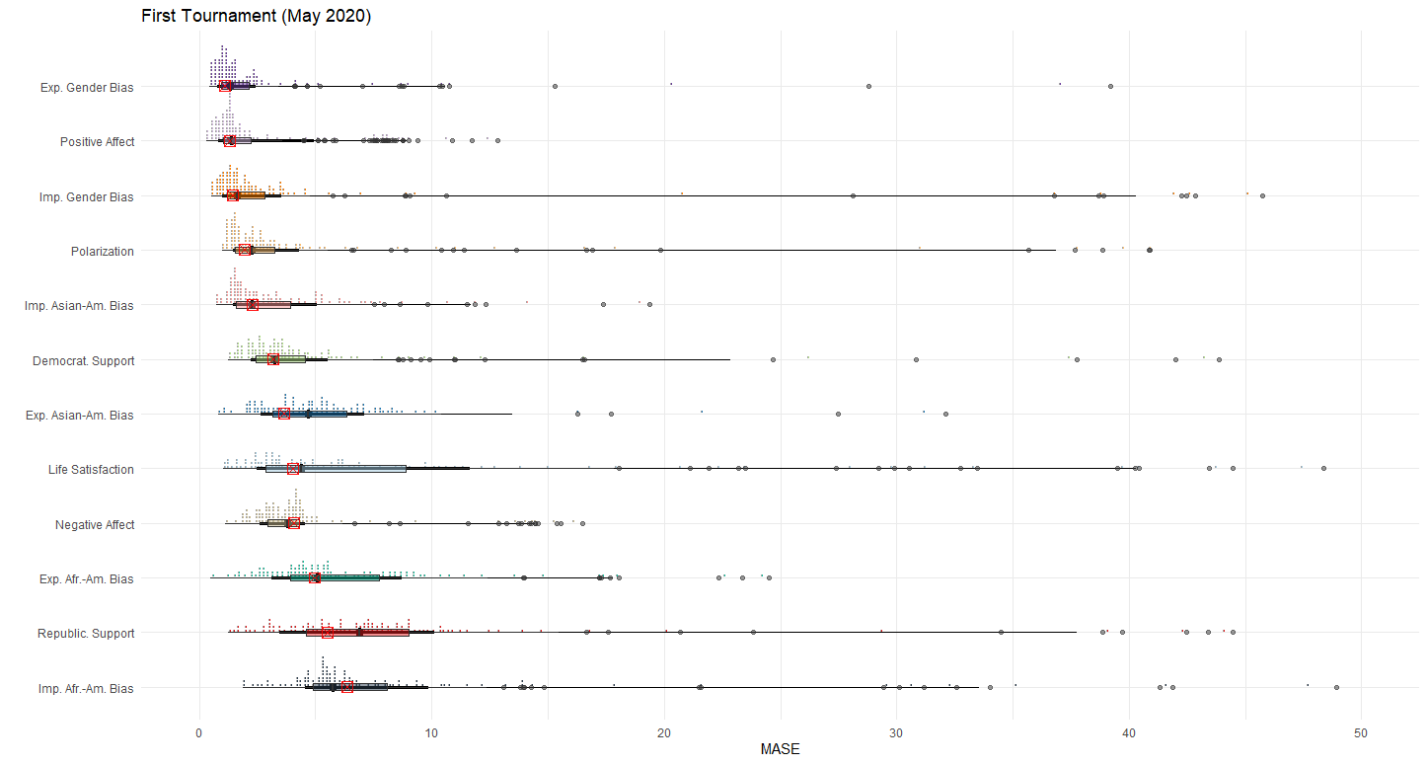 First Tournament (May 2020)
Exp. Gender Bias
Positive Affect
Imp. Gender Bias
Polarization
Imp. Asian-Am. Bias
Democrat. Support
Exp. Asian-Am. Bias
Life Satisfaction
Negative Affect
Exp. Afr.-Am. Bias
Republic. Support
Imp. Afr.-Am. Bias
0 10 20 30 40 50
MASE